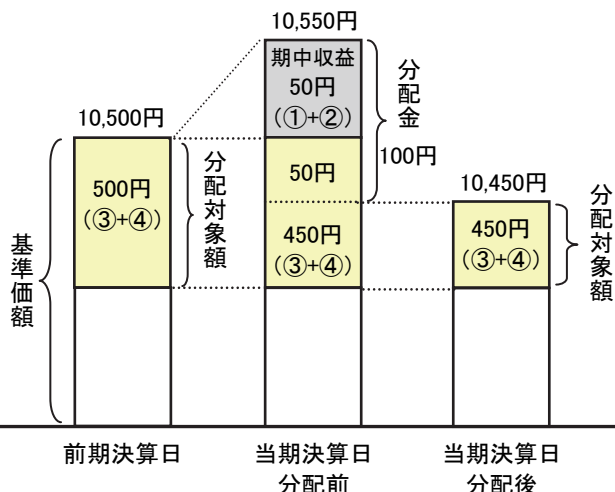 10,550円
期中収益
50円
(①+②)
分配金
100円
10,500円
500円
(③+④)
分配対象額
50円
450円
(③+④)
10,450円
450円
(③+④)
分配対象額
基準価額
前期決算日
当期決算日
分配前
当期決算日
分配後